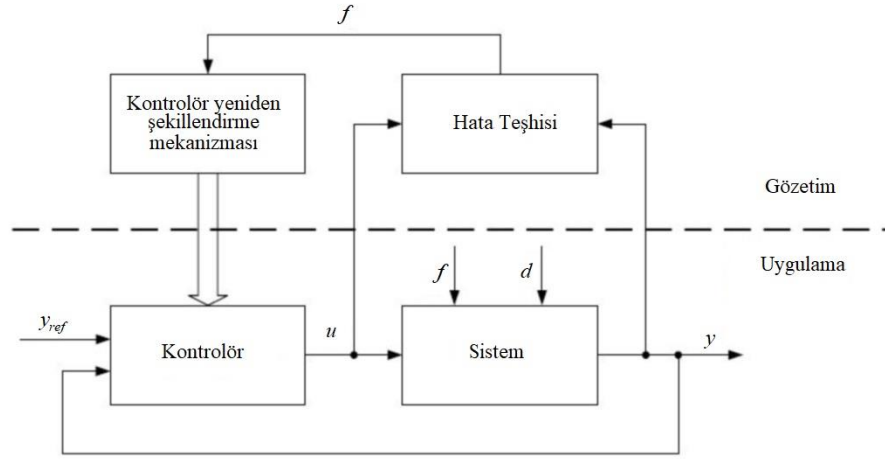 f
Kontrolör yeniden
şekillendirme
mekanizması
Hata Teşhisi
Gözetim
Uygulama
f
d
y_ref
Kontrolör
u
Sistem
y